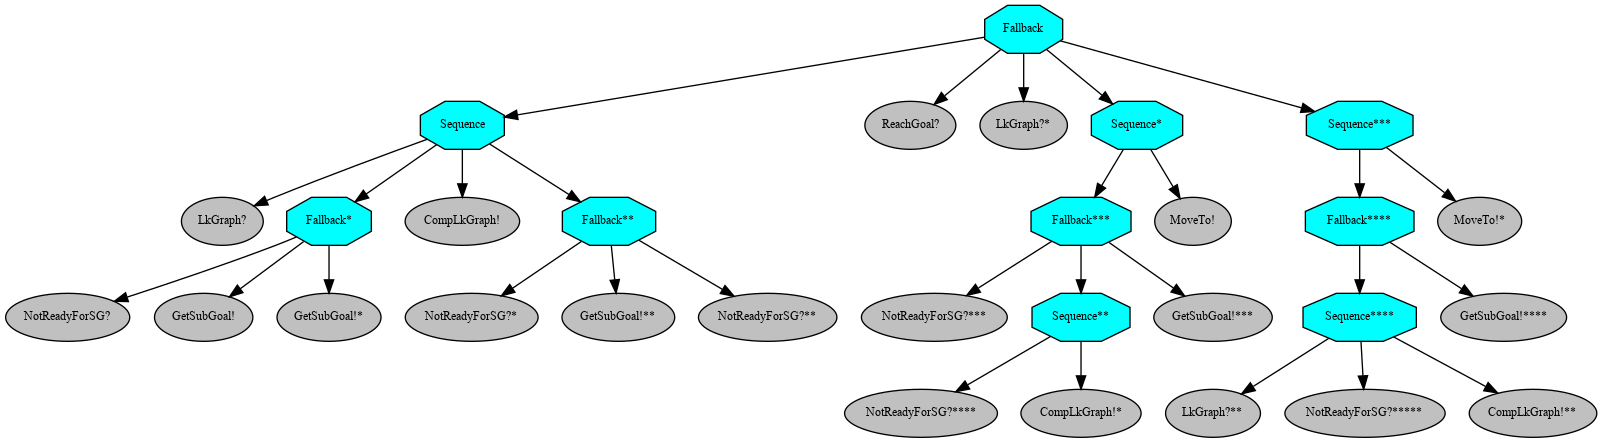 Fallback
Sequence
ReachGoal?
LkGraph?*
Sequence*
Sequence***
LkGraph?
Fallback*
CompLkGraph!
Fallback**
Fallback***
MoveTo!
Fallback****
MoveTo!*
NotReadyForSG?
GetSubGoal!
GetSubGoal!*
NotReadyForSG?*
GetSubGoal!**
NotReadyForSG?**
NotReadyForSG?***
Sequence**
GetSubGoal!***
Sequence****
GetSubGoal!****
NotReadyForSG?****
CompLkGraph!*
LkGraph?**
NotReadyForSG?*****
CompLkGraph!**